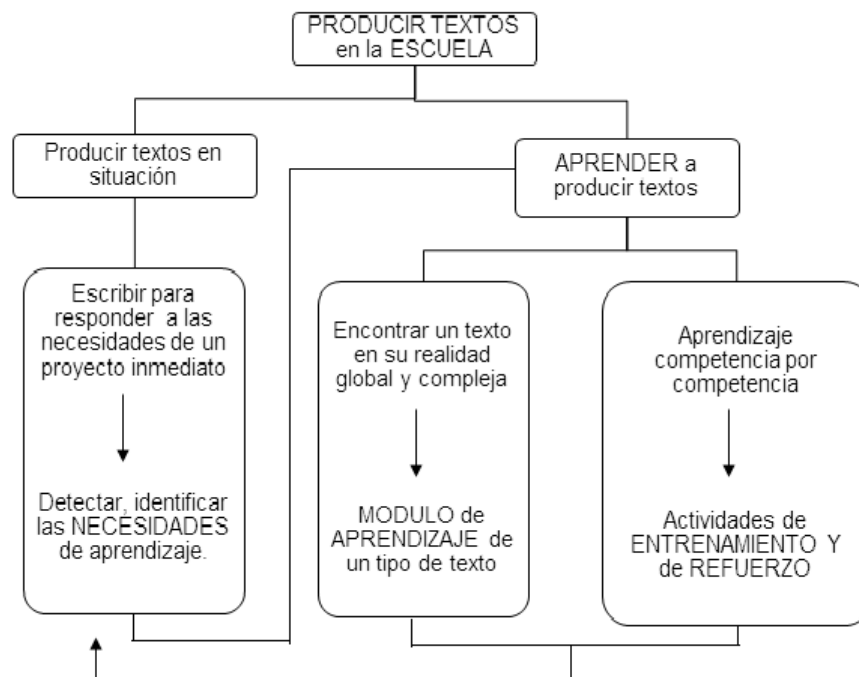 PRODUCIR TEXTOS
en la ESCUELA
Producir textos en
situación
APRENDER a
producir textos
Escribir para
responder a las
necesidades de un
proyecto inmediato
Detectar, identificar
las NECESIDADES
de aprendizaje.
Encontrar un texto
en su realidad
global y compleja
MODULO de
APRENDIZAJE de
un tipo de texto
Aprendizaje
competencia por
competencia
Actividades de
ENTRENAMIENTO Y
de REFUERZO